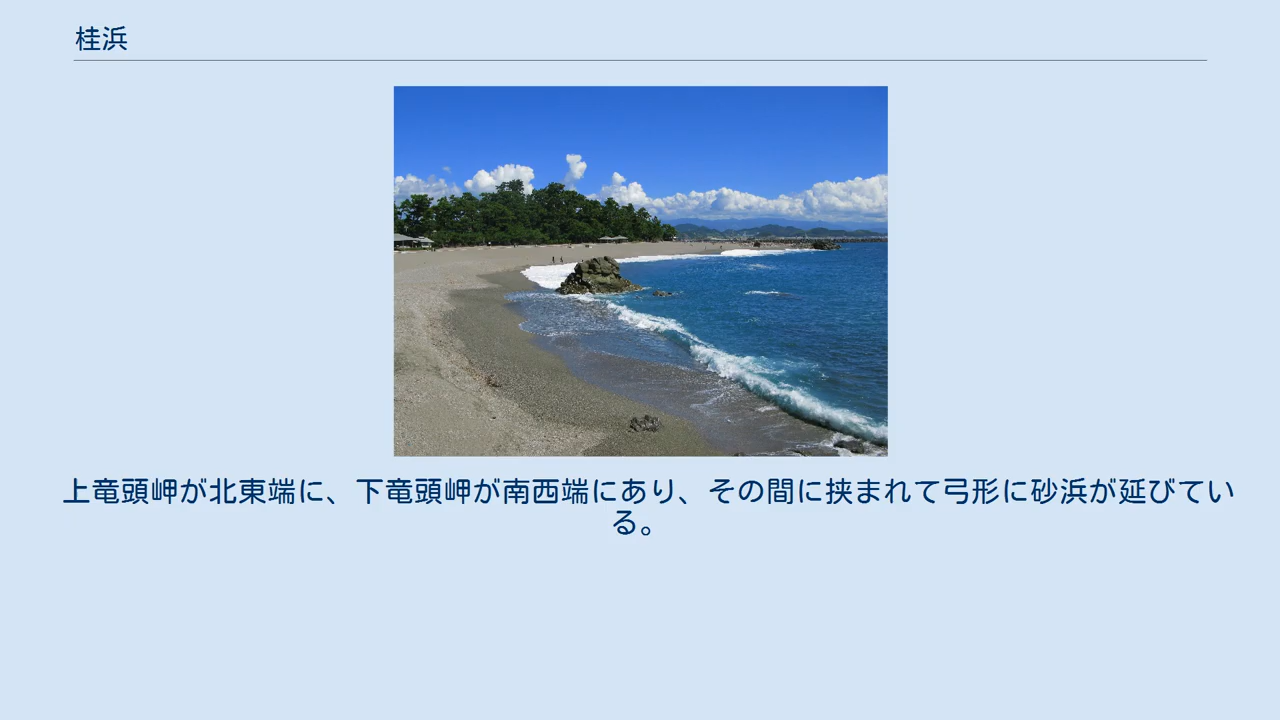 桂浜
上竜頭岬が北東端に、下竜頭岬が南西端にあり、その間に挟まれて弓形に砂浜が延びてい
る。